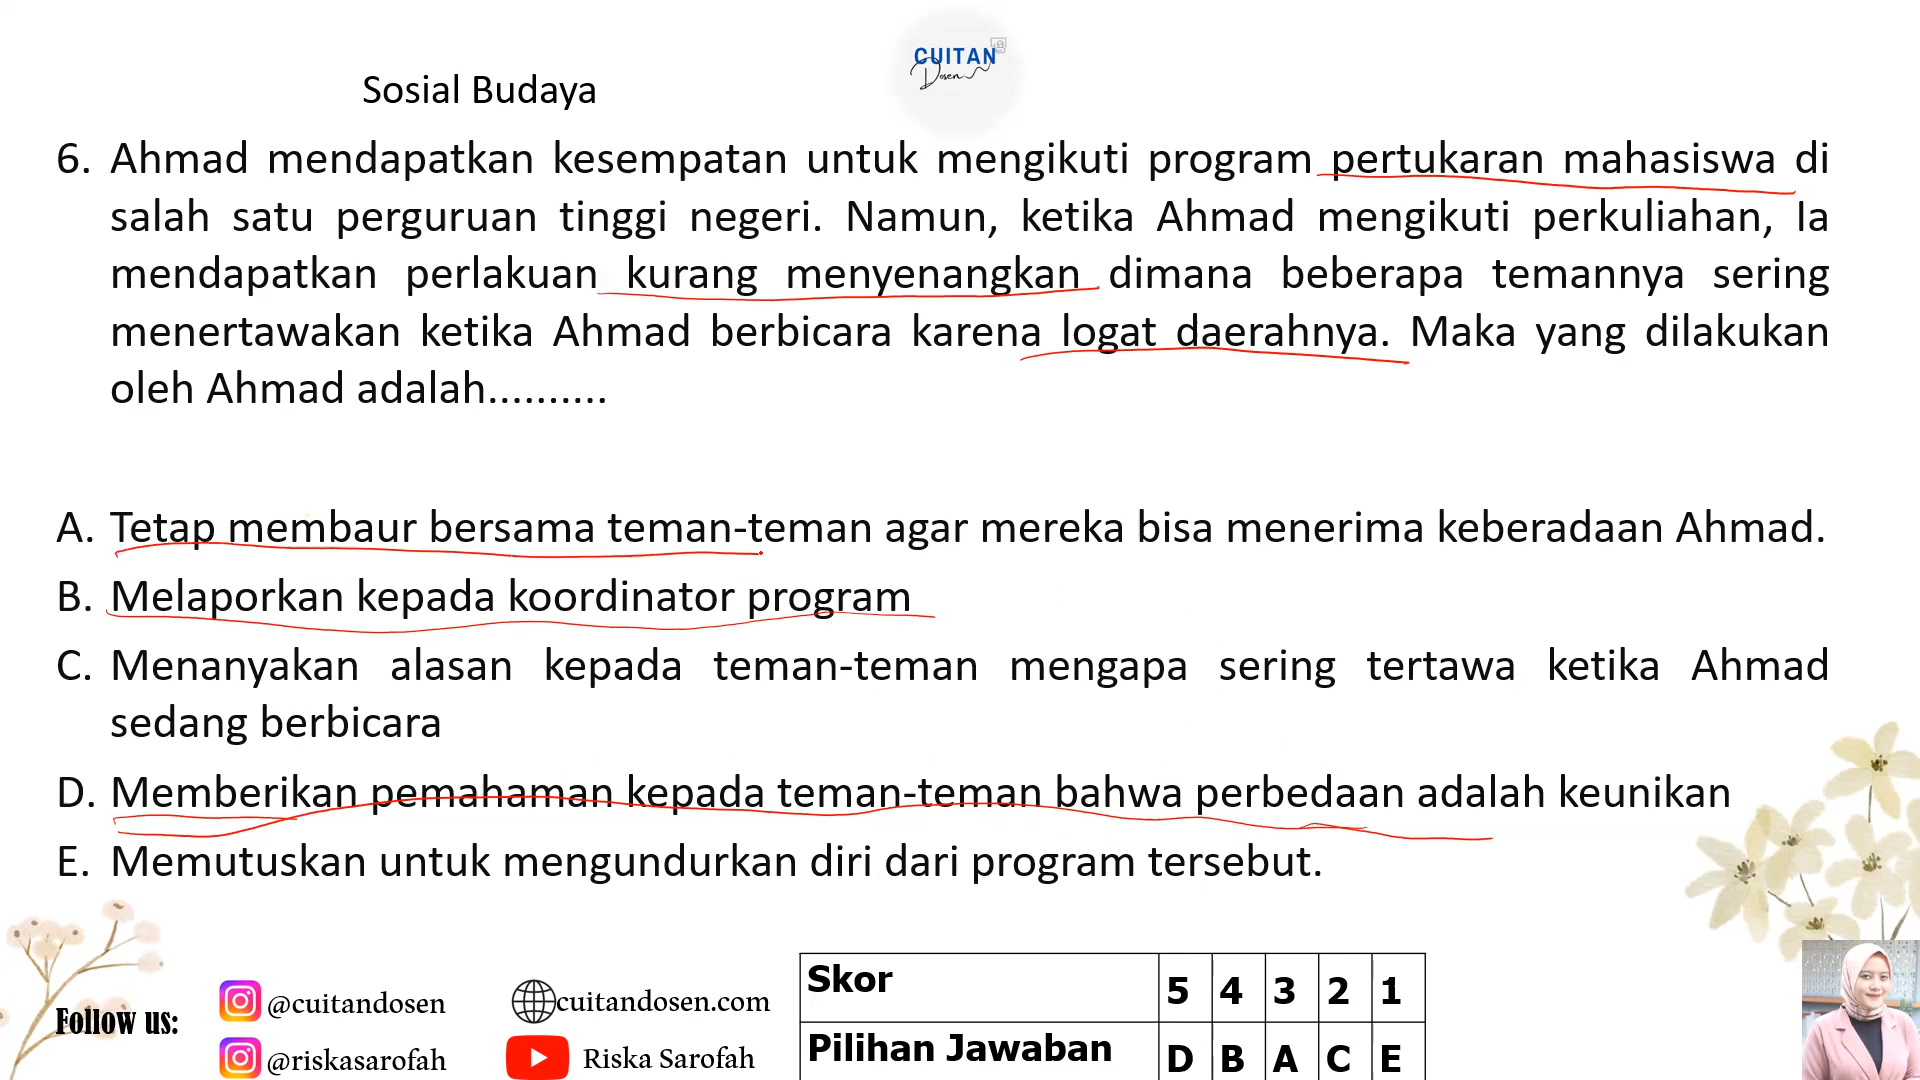 CUITAN
Dosen
Sosial Budaya
6. Ahmad mendapatkan kesempatan untuk mengikuti program pertukaran mahasiswa di
salah satu perguruan tinggi negeri. Namun, ketika Ahmad mengikuti perkuliahan, Ia
mendapatkan perlakuan kurang menyenangkan dimana beberapa temannya sering
menertawakan ketika Ahmad berbicara karena logat daerahnya. Maka yang dilakukan
oleh Ahmad adalah..........
A. Tetap membaur bersama teman-teman agar mereka bisa menerima keberadaan Ahmad.
B. Melaporkan kepada koordinator program
C. Menanyakan alasan kepada teman-teman mengapa sering tertawa ketika Ahmad
sedang berbicara
D. Memberikan pemahaman kepada teman-teman bahwa perbedaan adalah keunikan
E. Memutuskan untuk mengundurkan diri dari program tersebut.
Follow us:
@cuitandosen
cuitandosen.com
@riskasarofah
Riska Sarofah
Skor 5 4 3 2 1
Pilihan Jawaban D B A C E